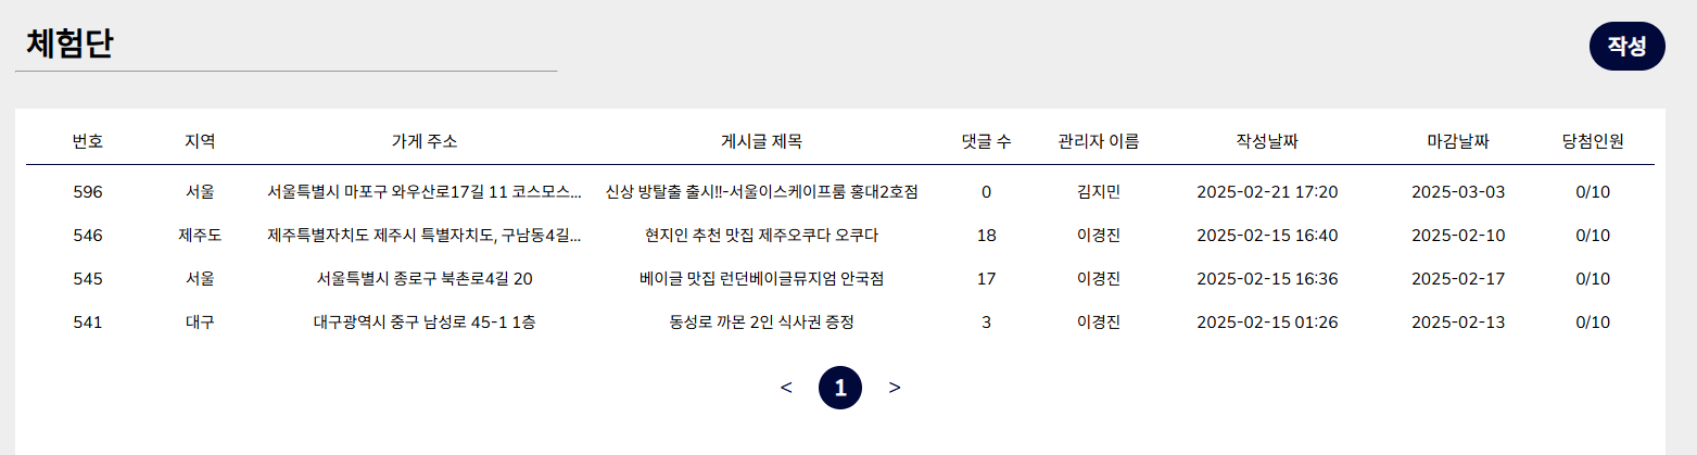 체험단
작성
번호 지역 가게 주소 게시글 제목 댓글 수 관리자 이름 작성날짜 마감날짜 당첨인원
596 서울 서울특별시 마포구 와우산로17길 11 코스모스... 신상 방탈출 출시!!-서울이스케이프룸 홍대2호점 0 김지민 2025-02-21 17:20 2025-03-03 0/10
546 제주도 제주특별자치도 제주시 특별자치도, 구남동4길... 현지인 추천 맛집 제주오쿠다 오쿠다 18 이경진 2025-02-15 16:40 2025-02-10 0/10
545 서울 서울특별시 종로구 북촌로4길 20 베이글 맛집 런던베이글뮤지엄 안국점 17 이경진 2025-02-15 16:36 2025-02-17 0/10
541 대구 대구광역시 중구 남성로 45-1 1층 동성로 까몬 2인 식사권 증정 3 이경진 2025-02-15 01:26 2025-02-13 0/10
< 1 >